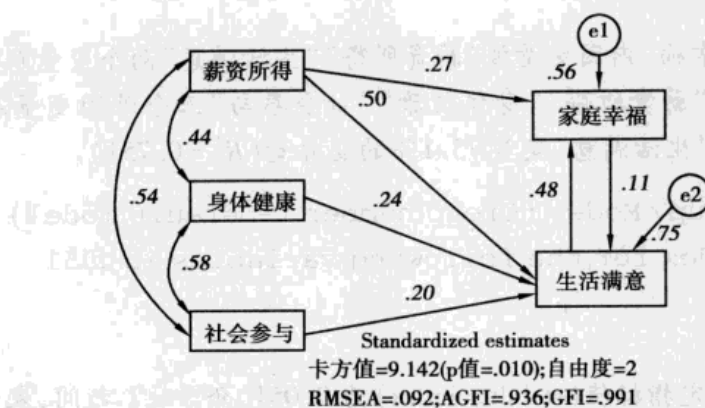 e1
薪资所得
.27
.56
.50
家庭幸福
.44
.54
身体健康
.24
.48
.11
e2
.75
.58
生活满意
.20
社会参与
Standardized estimates
卡方值=9.142(p值=.010);自由度=2
RMSEA=.092;AGFI=.936;GFI=.991